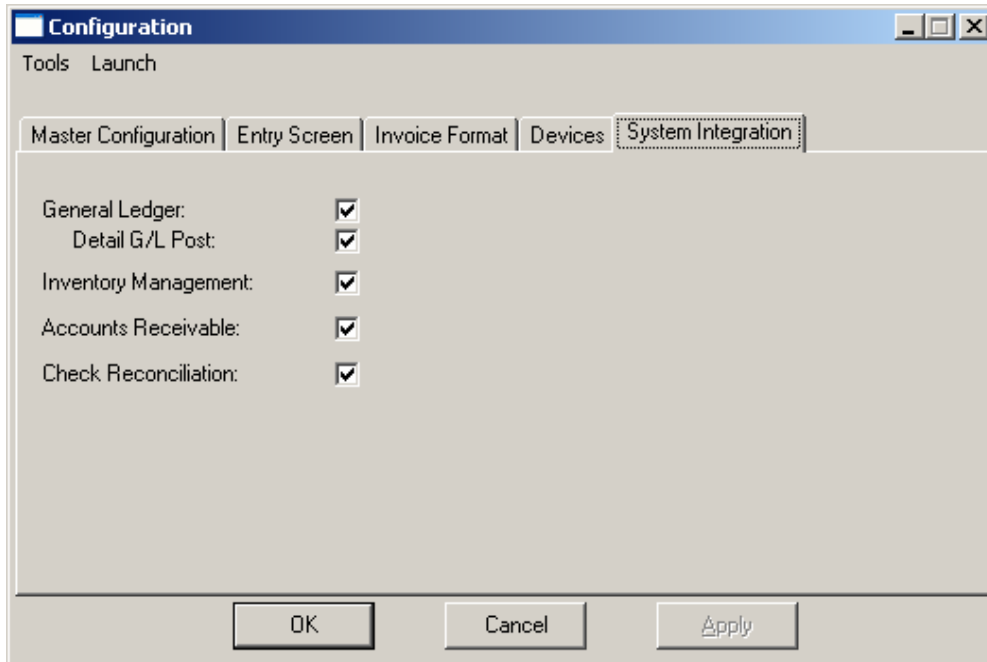 Configuration
Tools Launch
Master Configuration Entry Screen Invoice Format Devices System Integration
General Ledger:
Detail G/L Post:
Inventory Management:
Accounts Receivable:
Check Reconciliation:
OK Cancel Apply